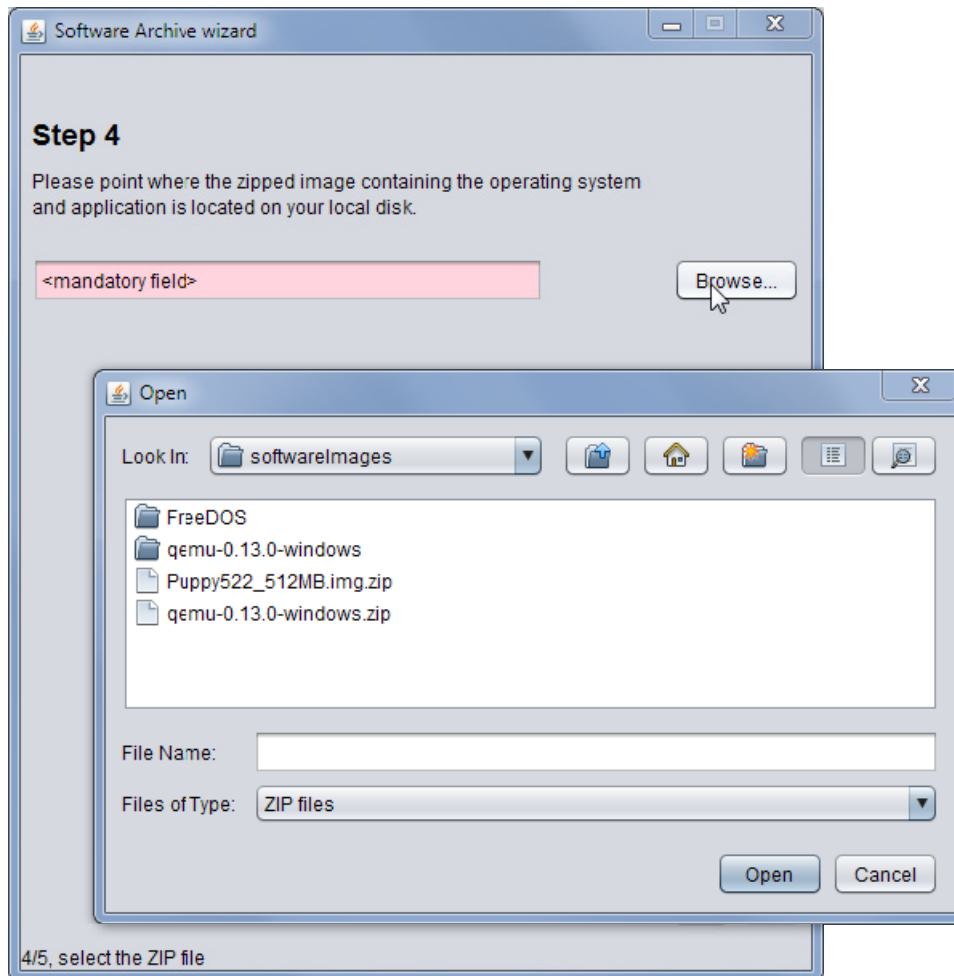 Software Archive wizard
Step 4
Please point where the zipped image containing the operating system
and application is located on your local disk.
<mandatory field>
Browse...
Open
Look In:
softwareImages
FreeDOS
qemu-0.13.0-windows
Puppy522_512MB.img.zip
qemu-0.13.0-windows.zip
File Name:
Files of Type:
ZIP files
Open
Cancel
4/5, select the ZIP file